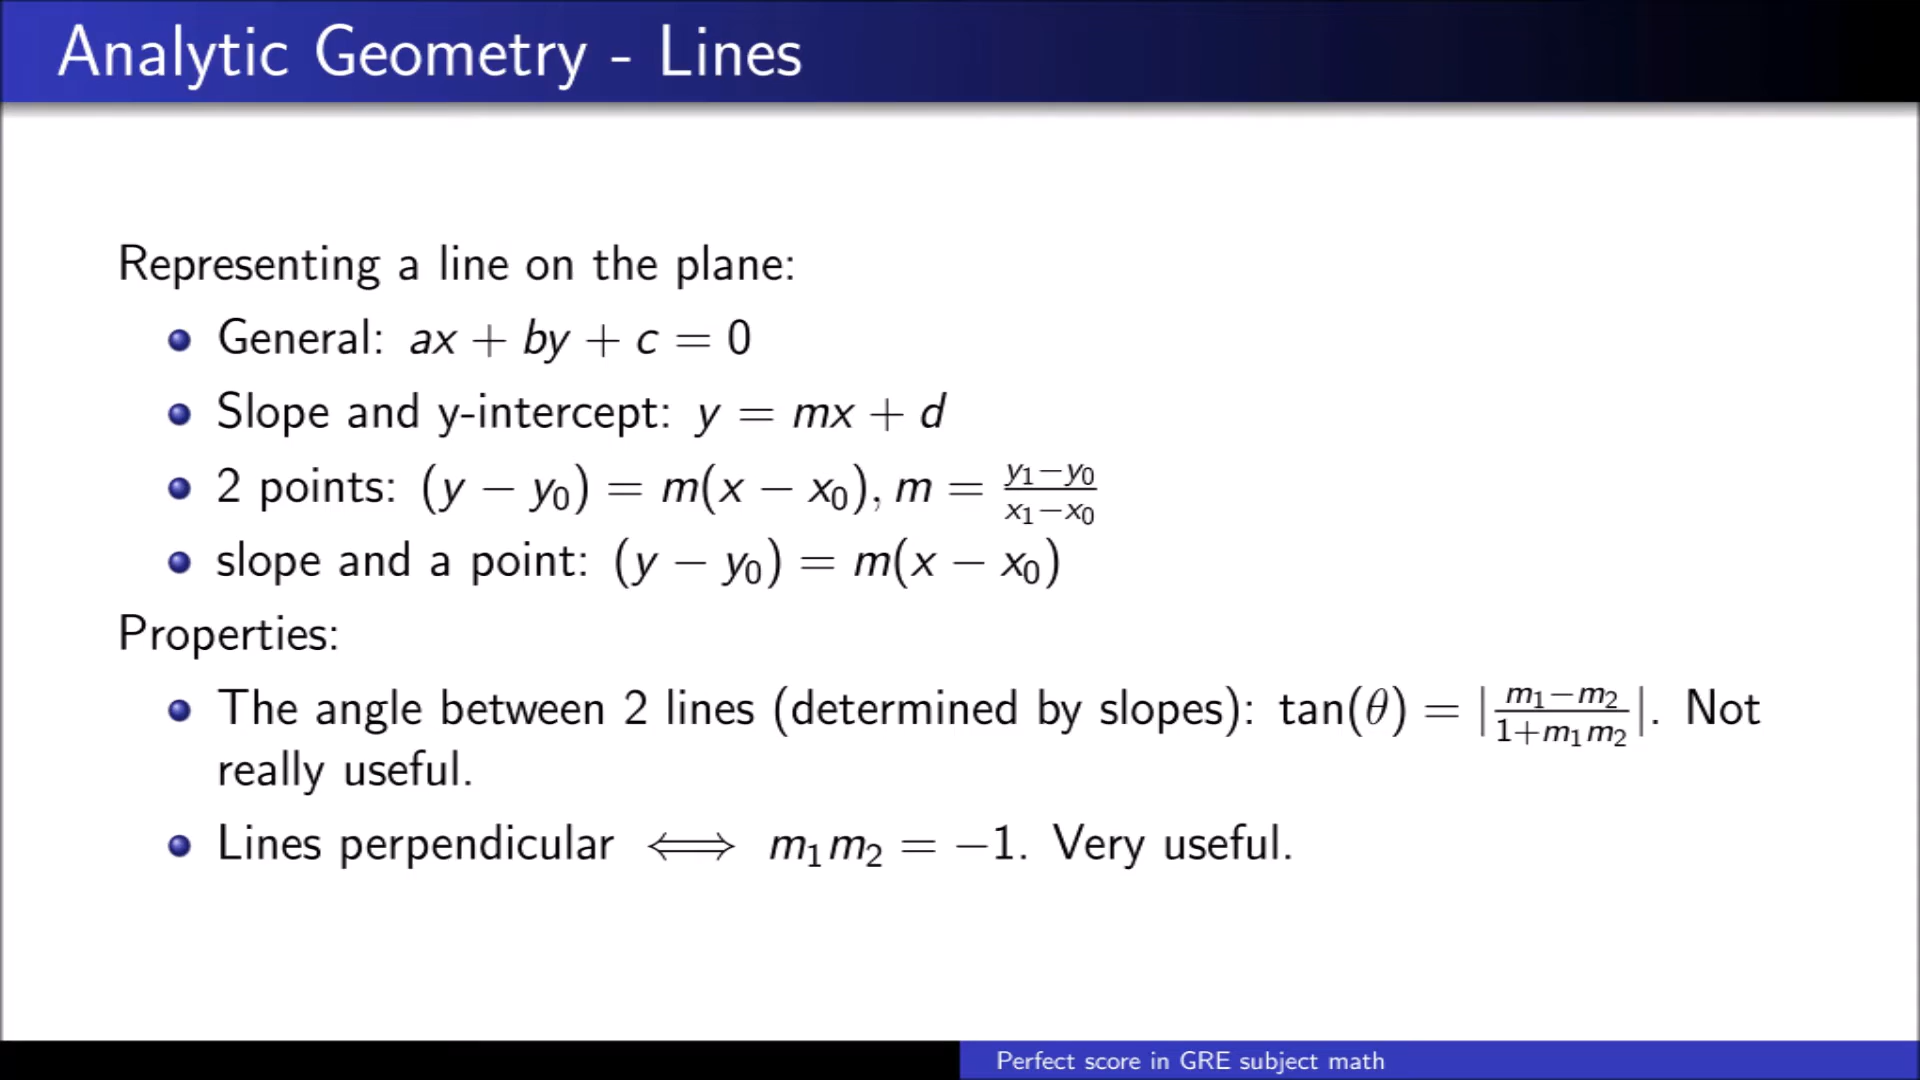 Analytic Geometry - Lines
Representing a line on the plane:
General: ax + by + c = 0
Slope and y-intercept: y = mx + d
2 points: (y − y₀) = m(x − x₀), m = \frac{y₁−y₀}{x₁−x₀}
slope and a point: (y − y₀) = m(x − x₀)
Properties:
The angle between 2 lines (determined by slopes): tan(θ) = |\frac{m₁−m₂}{1+m₁m₂}|. Not
really useful.
Lines perpendicular ⟺ m₁m₂ = −1. Very useful.
Perfect score in GRE subject math